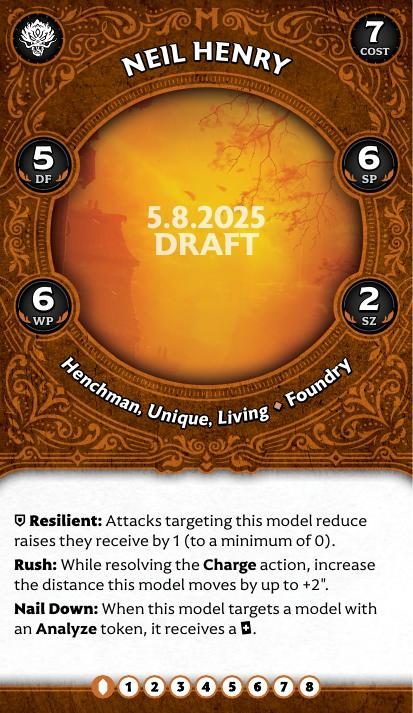 NEIL HENRY
7
COST
5
DF
6
SP
5.8.2025
DRAFT
6
WP
2
SZ
Henchman, Unique, Living ◆ Foundry
Resilient: Attacks targeting this model reduce
raises they receive by 1 (to a minimum of 0).
Rush: While resolving the Charge action, increase
the distance this model moves by up to +2".
Nail Down: When this model targets a model with
an Analyze token, it receives a .
1 2 3 4 5 6 7 8